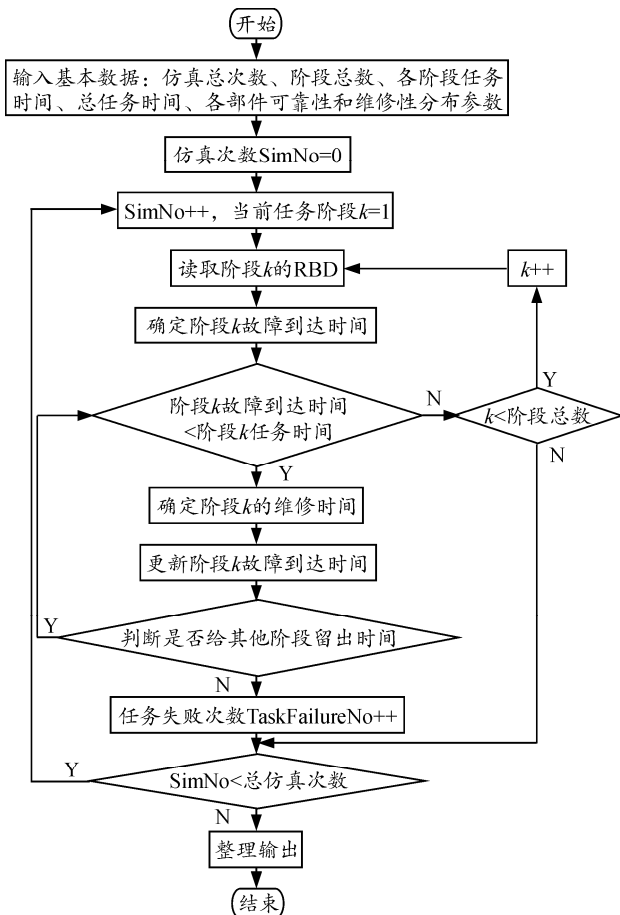 开始
输入基本数据：仿真总次数、阶段总数、各阶段任务
时间、总任务时间、各部件可靠性和维修性分布参数
仿真次数SimNo=0
SimNo++，当前任务阶段k=1
读取阶段k的RBD
k++
确定阶段k故障到达时间
阶段k故障到达时间
<阶段k任务时间
N
Y
k<阶段总数
N
Y
确定阶段k的维修时间
更新阶段k故障到达时间
Y
判断是否给其他阶段留出时间
N
任务失败次数TaskFailureNo++
Y
SimNo<总仿真次数
N
整理输出
结束